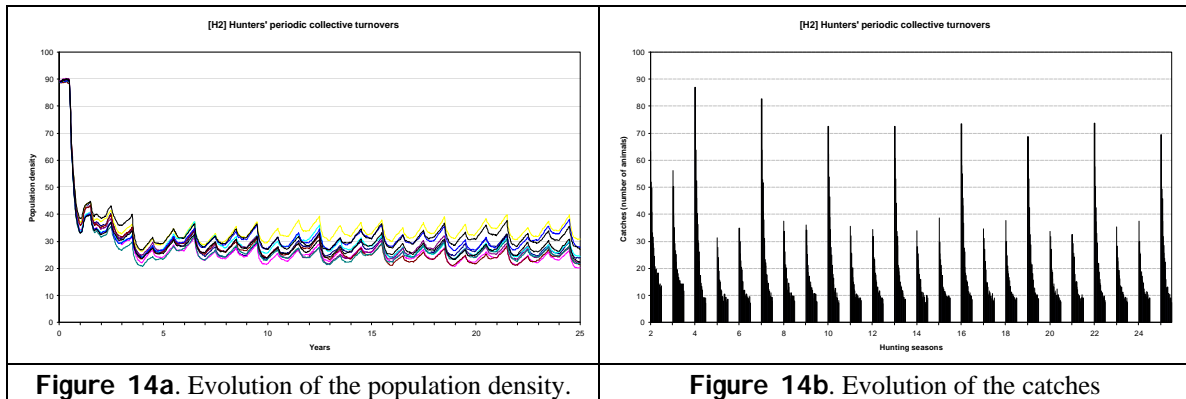 [H2] Hunters' periodic collective turnovers
100
90
80
70
60
50
40
30
20
10
0
Population density
0 5 10 15 20 25
Years
[H2] Hunters' periodic collective turnovers
100
90
80
70
60
50
40
30
20
10
0
Catches (number of animals)
2 4 6 8 10 12 14 16 18 20 22 24
Hunting seasons
Figure 14a. Evolution of the population density.
Figure 14b. Evolution of the catches